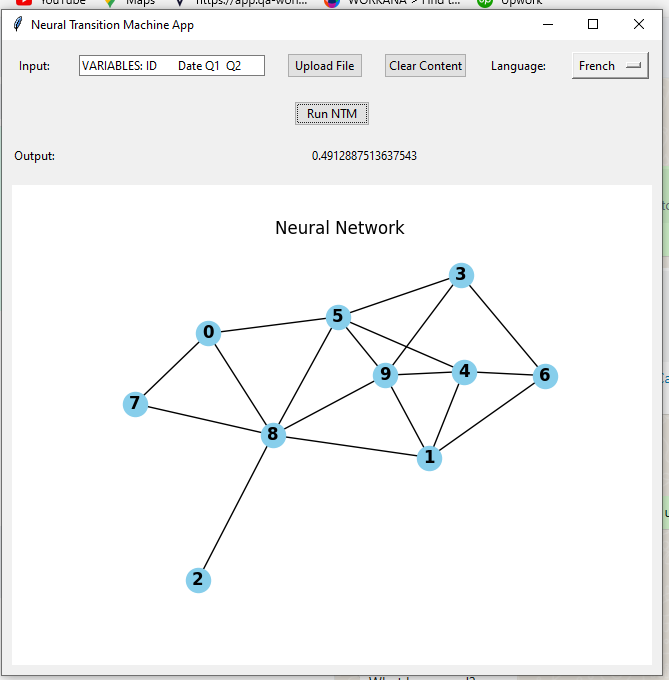 YouTube Maps https://app.qa-wor... WORKANA > Find t... Upwork
Neural Transition Machine App
Input: VARIABLES: ID Date Q1 Q2 Upload File Clear Content Language: French
Run NTM
Output: 0.4912887513637543
Neural Network
3
5
0
4
9
6
7
8
1
2